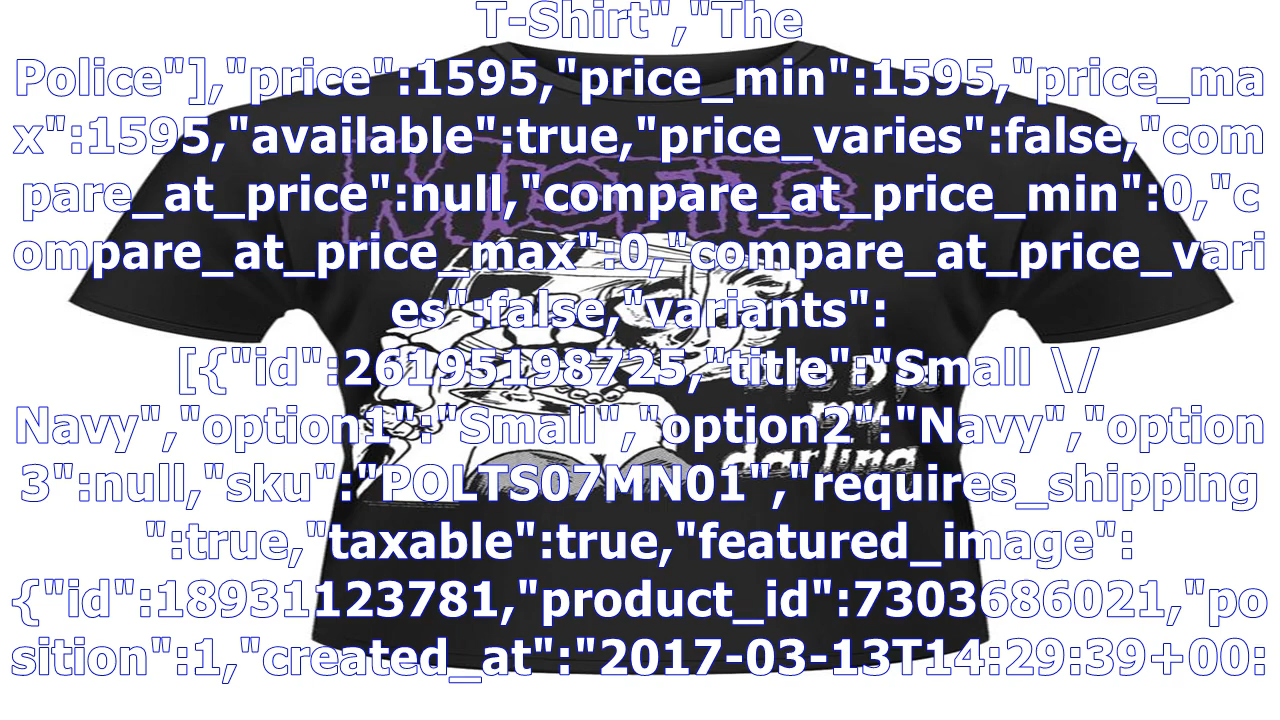 T-Shirt","The
Police"],"price":1595,"price_min":1595,"price_ma
x":1595,"available":true,"price_varies":false,"com
pare_at_price":null,"compare_at_price_min":0,"c
ompare_at_price_max":0,"compare_at_price_vari
es":false,"variants":
[{"id":26195198725,"title":"Small \/
Navy","option1":"Small","option2":"Navy","option
3":null,"sku":"POLTS07MN01","requires_shipping
":true,"taxable":true,"featured_image":
{"id":18931123781,"product_id":7303686021,"po
sition":1,"created_at":"2017-03-13T14:29:39+00:
my
darling